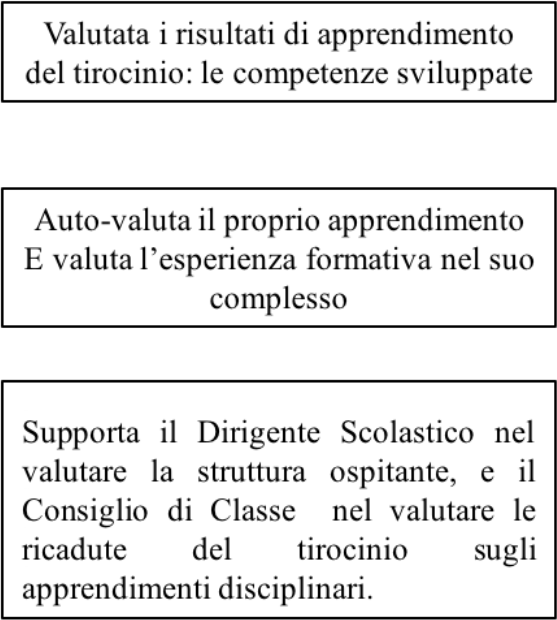 Valutata i risultati di apprendimento
del tirocinio: le competenze sviluppate
Auto-valuta il proprio apprendimento
E valuta l’esperienza formativa nel suo
complesso
Supporta il Dirigente Scolastico nel
valutare la struttura ospitante, e il
Consiglio di Classe nel valutare le
ricadute del tirocinio sugli
apprendimenti disciplinari.